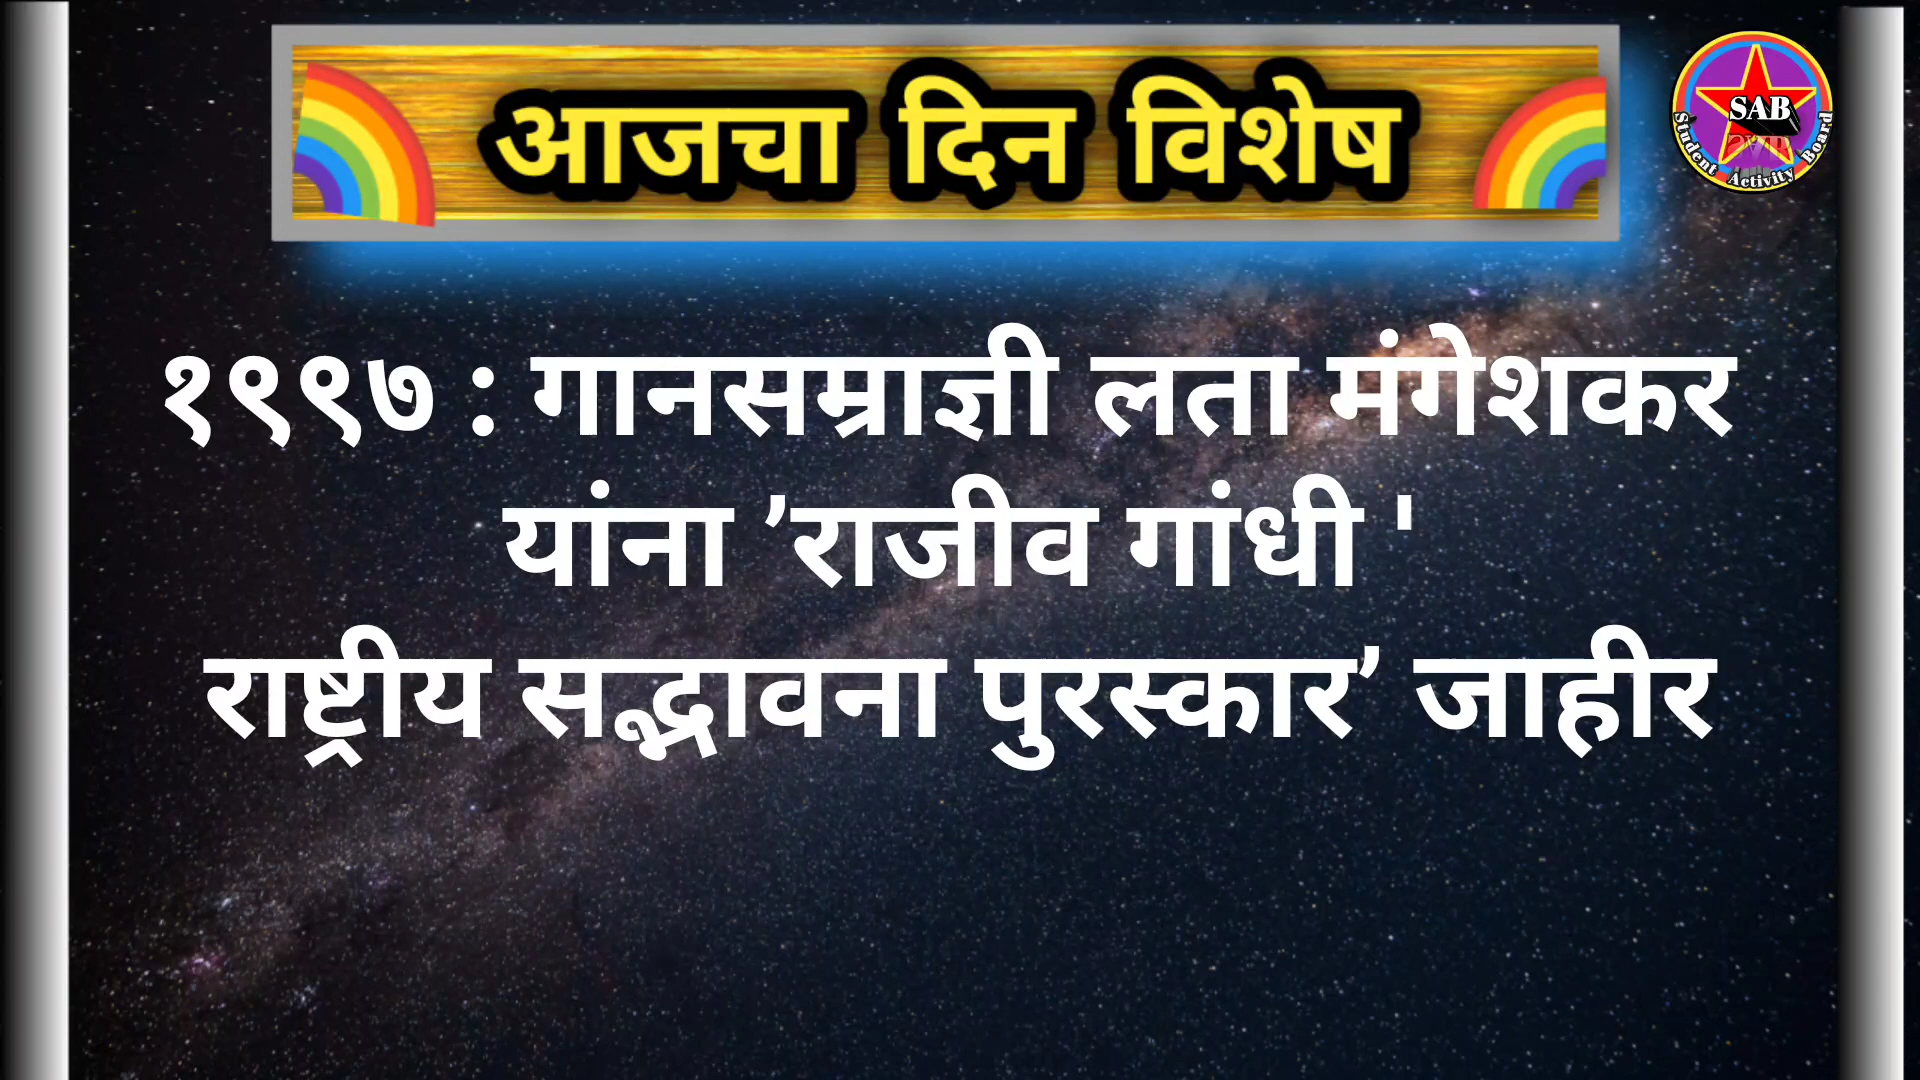 आजचा दिन विशेष
SAB
Student Activity Board
१९९७ : गानसम्राज्ञी लता मंगेशकर
यांना ’राजीव गांधी '
राष्ट्रीय सद्भावना पुरस्कार’ जाहीर